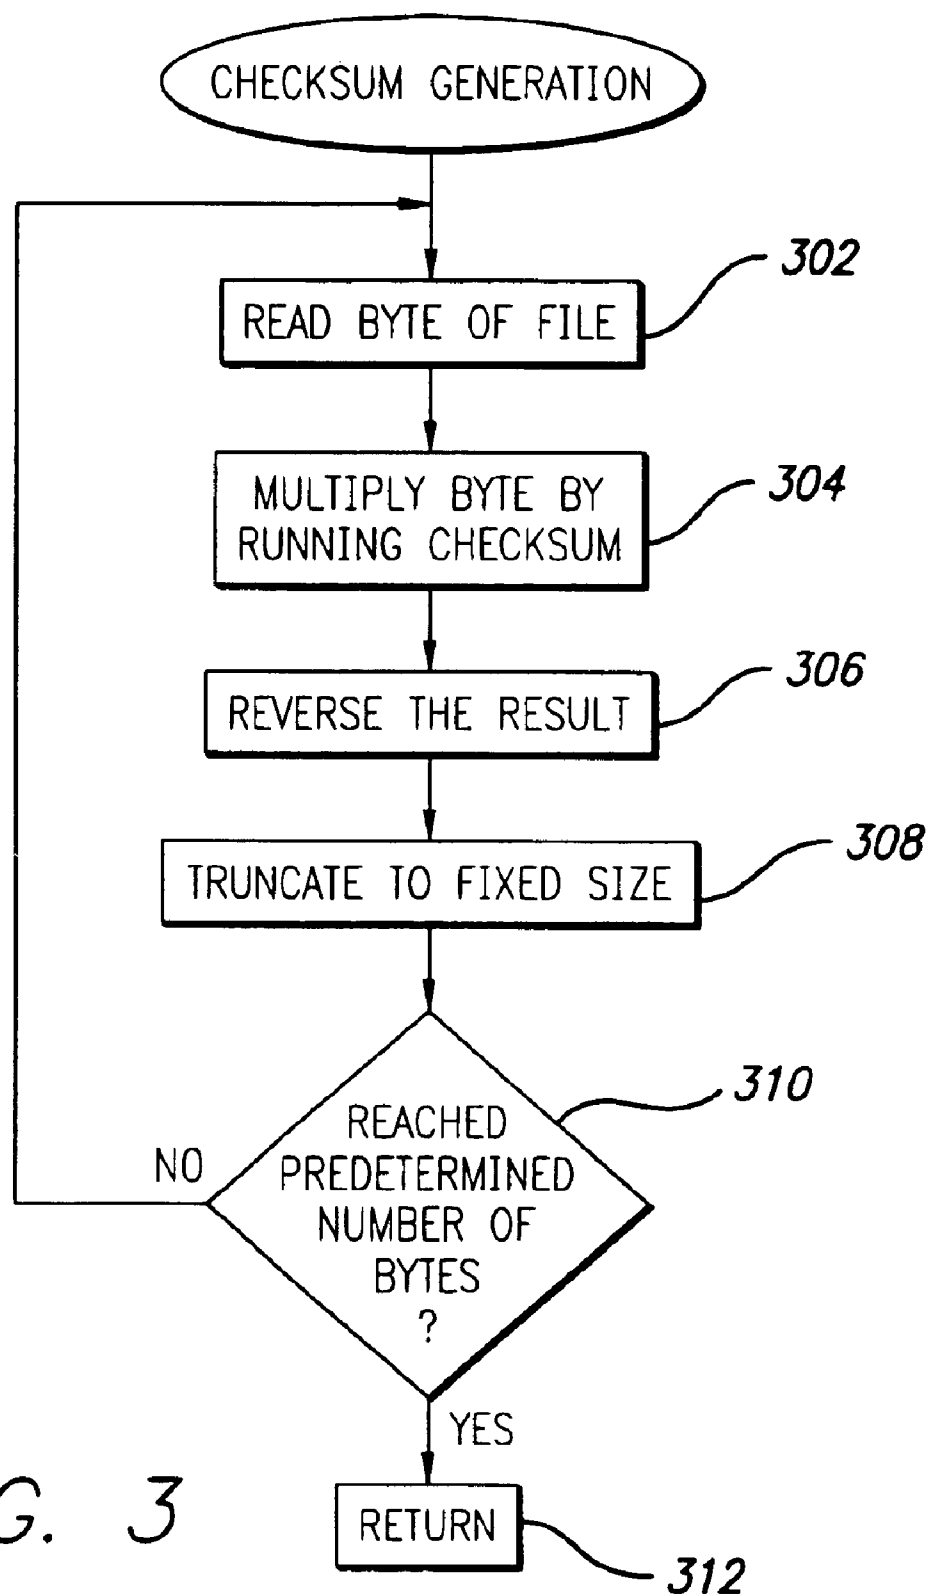 CHECKSUM GENERATION
302
READ BYTE OF FILE
304
MULTIPLY BYTE BY
RUNNING CHECKSUM
306
REVERSE THE RESULT
308
TRUNCATE TO FIXED SIZE
310
REACHED
PREDETERMINED
NUMBER OF
BYTES
?
NO
YES
G. 3
RETURN
312